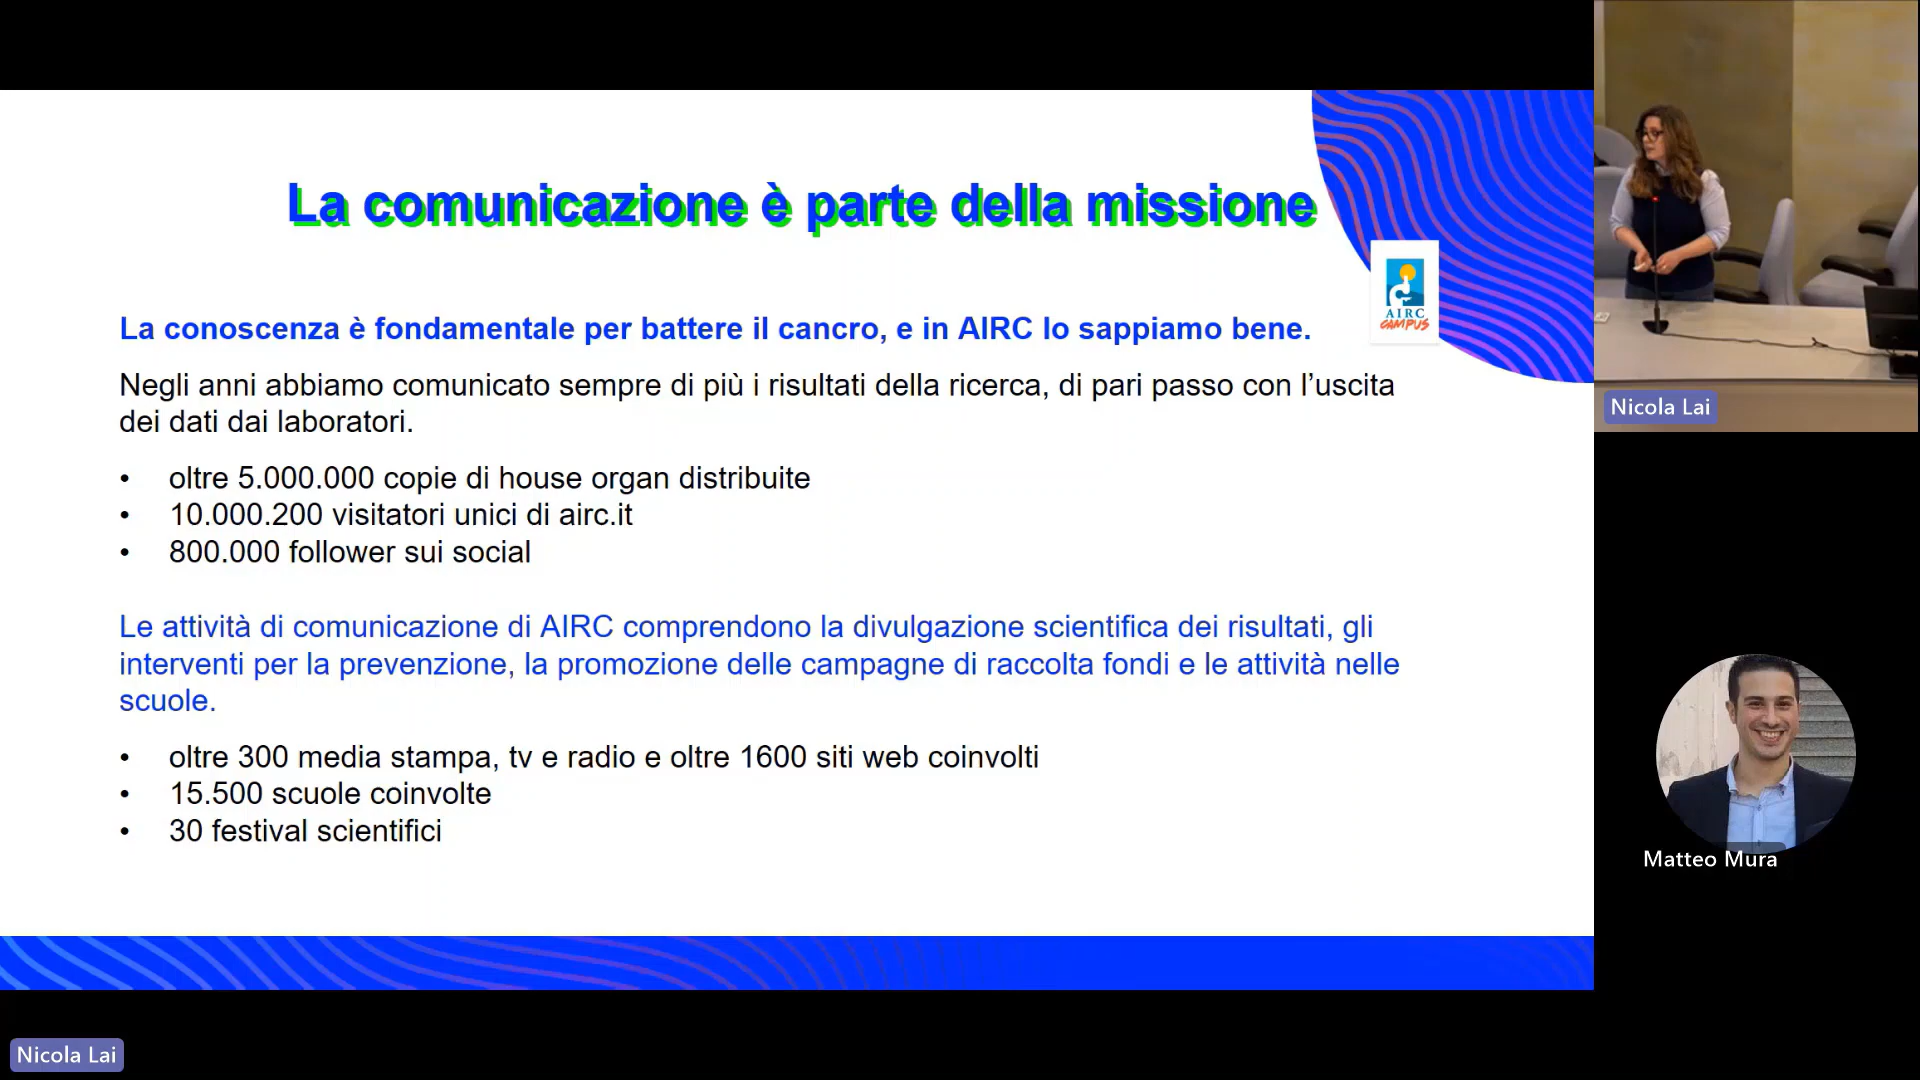 La comunicazione è parte della missione
AIRC
CAMPUS
La conoscenza è fondamentale per battere il cancro, e in AIRC lo sappiamo bene.
Negli anni abbiamo comunicato sempre di più i risultati della ricerca, di pari passo con l’uscita
dei dati dai laboratori.
• oltre 5.000.000 copie di house organ distribuite
• 10.000.200 visitatori unici di airc.it
• 800.000 follower sui social
Le attività di comunicazione di AIRC comprendono la divulgazione scientifica dei risultati, gli
interventi per la prevenzione, la promozione delle campagne di raccolta fondi e le attività nelle
scuole.
• oltre 300 media stampa, tv e radio e oltre 1600 siti web coinvolti
• 15.500 scuole coinvolte
• 30 festival scientifici
Nicola Lai
Matteo Mura
Nicola Lai